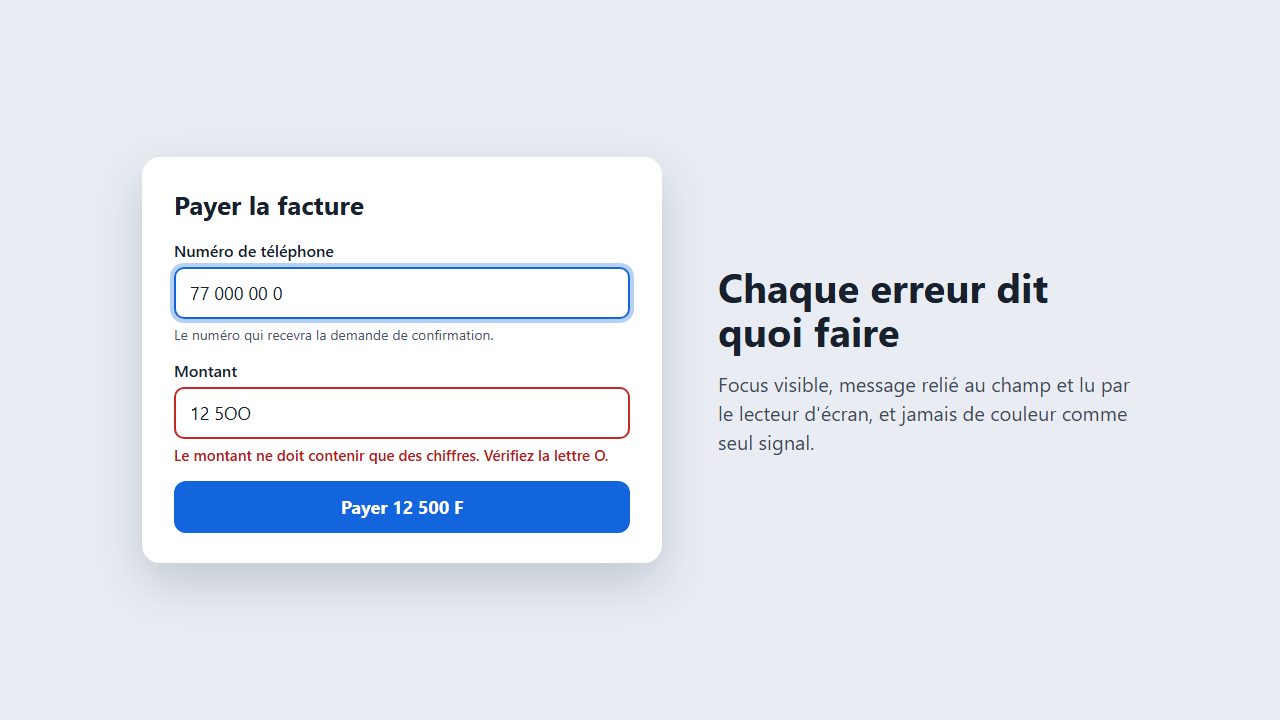 Payer la facture
Numéro de téléphone
77 000 00 0
Le numéro qui recevra la demande de confirmation.
Montant
12 5OO
Le montant ne doit contenir que des chiffres. Vérifiez la lettre O.
Payer 12 500 F
Chaque erreur dit
quoi faire
Focus visible, message relié au champ et lu par
le lecteur d'écran, et jamais de couleur comme
seul signal.